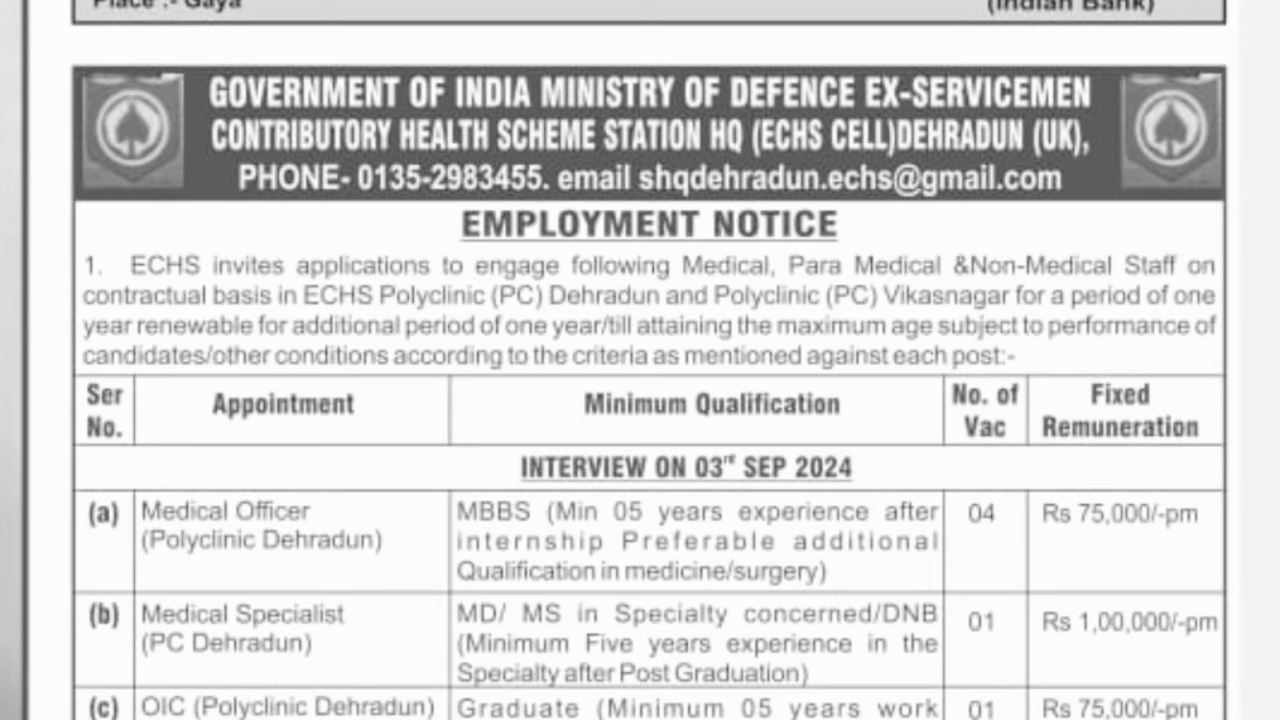 Place :- Gaya
(Indian Bank)
GOVERNMENT OF INDIA MINISTRY OF DEFENCE EX-SERVICEMEN
CONTRIBUTORY HEALTH SCHEME STATION HQ (ECHS CELL)DEHRADUN (UK),
PHONE- 0135-2983455. email shqdehradun.echs@gmail.com
EMPLOYMENT NOTICE
1. ECHS invites applications to engage following Medical, Para Medical &Non-Medical Staff on
contractual basis in ECHS Polyclinic (PC) Dehradun and Polyclinic (PC) Vikasnagar for a period of one
year renewable for additional period of one year/till attaining the maximum age subject to performance of
candidates/other conditions according to the criteria as mentioned against each post:-
Ser No. Appointment Minimum Qualification No. of Vac Fixed Remuneration
INTERVIEW ON 03rd SEP 2024
(a) Medical Officer MBBS (Min 05 years experience after 04 Rs 75,000/-pm
(Polyclinic Dehradun) internship Preferable additional
Qualification in medicine/surgery)
(b) Medical Specialist MD/ MS in Specialty concerned/DNB 01 Rs 1,00,000/-pm
(PC Dehradun) (Minimum Five years experience in the
Specialty after Post Graduation)
(c) OIC (Polyclinic Dehradun) Graduate (Minimum 05 years work 01 Rs 75,000/-pm